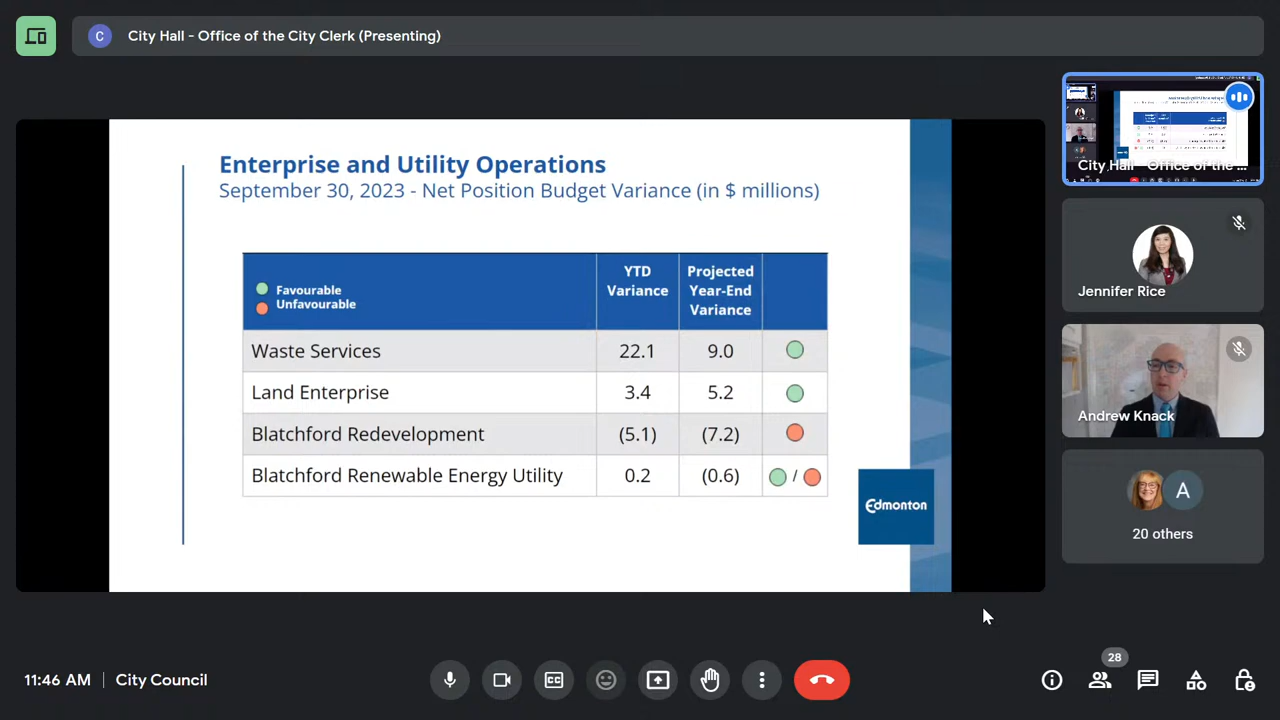 C
City Hall - Office of the City Clerk (Presenting)
Enterprise and Utility Operations
September 30, 2023 - Net Position Budget Variance (in $ millions)
Favourable
Unfavourable
YTD
Variance
Projected
Year-End
Variance
Waste Services 22.1 9.0
Land Enterprise 3.4 5.2
Blatchford Redevelopment (5.1) (7.2)
Blatchford Renewable Energy Utility 0.2 (0.6) /
Edmonton
City Hall - Office of the ...
Jennifer Rice
Andrew Knack
A
20 others
11:46 AM | City Council
CC
28